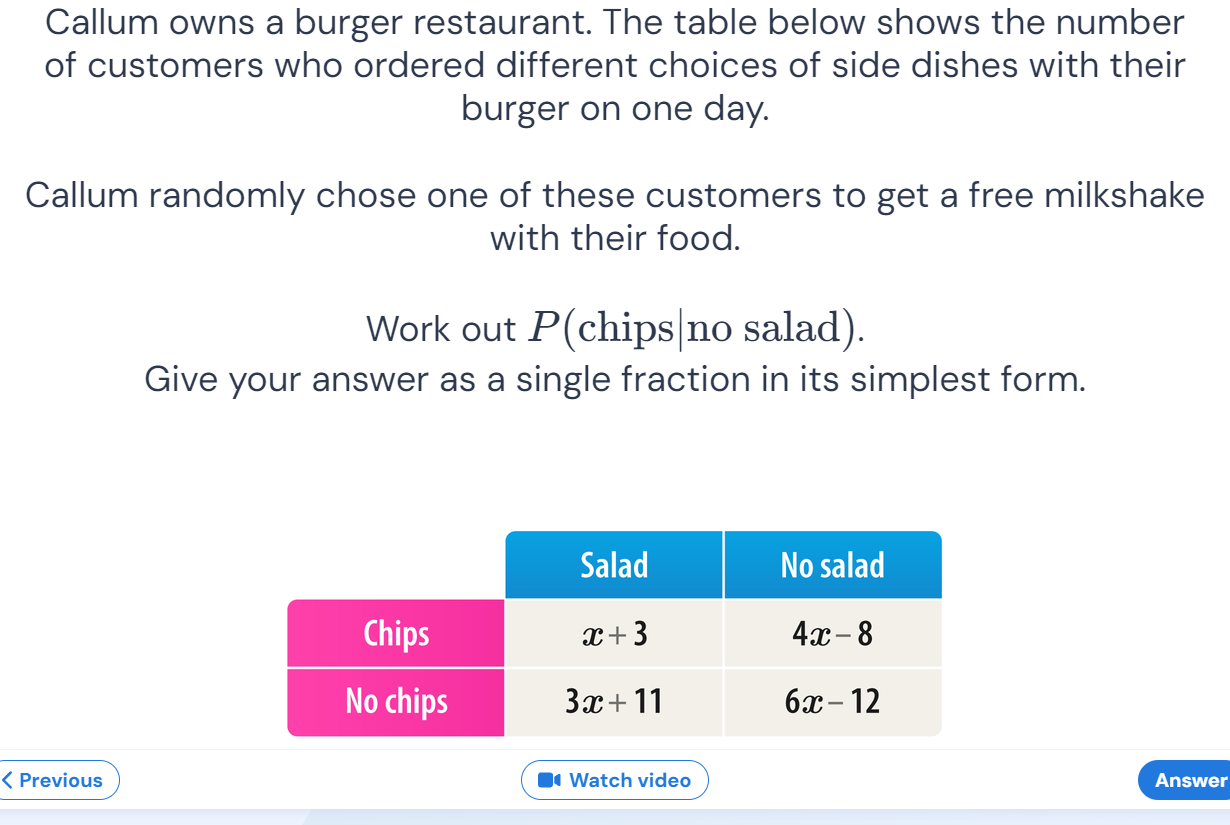 Callum owns a burger restaurant. The table below shows the number
of customers who ordered different choices of side dishes with their
burger on one day.
Callum randomly chose one of these customers to get a free milkshake
with their food.
Work out P(chips|no salad).
Give your answer as a single fraction in its simplest form.
Salad No salad
Chips x + 3 4x − 8
No chips 3x + 11 6x − 12
Previous Watch video Answer